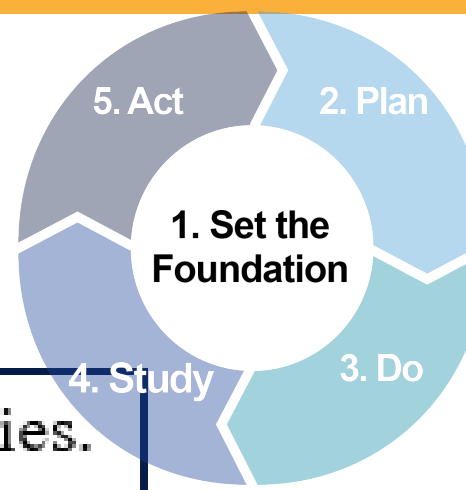 5. Act
2. Plan
1. Set the
Foundation
3. Do
4. Study
ies.